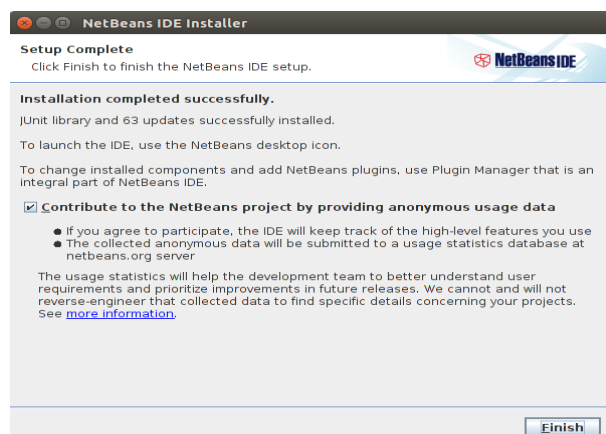 NetBeans IDE Installer
Setup Complete
Click Finish to finish the NetBeans IDE setup.
NetBeans IDE
Installation completed successfully.
JUnit library and 63 updates successfully installed.
To launch the IDE, use the NetBeans desktop icon.
To change installed components and add NetBeans plugins, use Plugin Manager that is an
integral part of NetBeans IDE.
Contribute to the NetBeans project by providing anonymous usage data
If you agree to participate, the IDE will keep track of the high-level features you use
The collected anonymous data will be submitted to a usage statistics database at
netbeans.org server
The usage statistics will help the development team to better understand user
requirements and prioritize improvements in future releases. We cannot and will not
reverse-engineer that collected data to find specific details concerning your projects.
See more information.
Finish